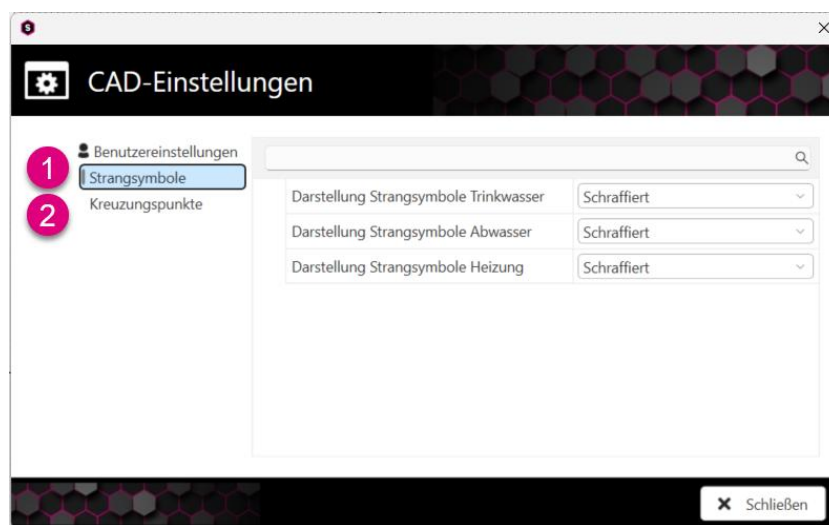 S
CAD-Einstellungen
Benutzereinstellungen
1
Strangsymbole
2
Kreuzungspunkte
Darstellung Strangsymbole Trinkwasser Schraffiert
Darstellung Strangsymbole Abwasser Schraffiert
Darstellung Strangsymbole Heizung Schraffiert
Schließen